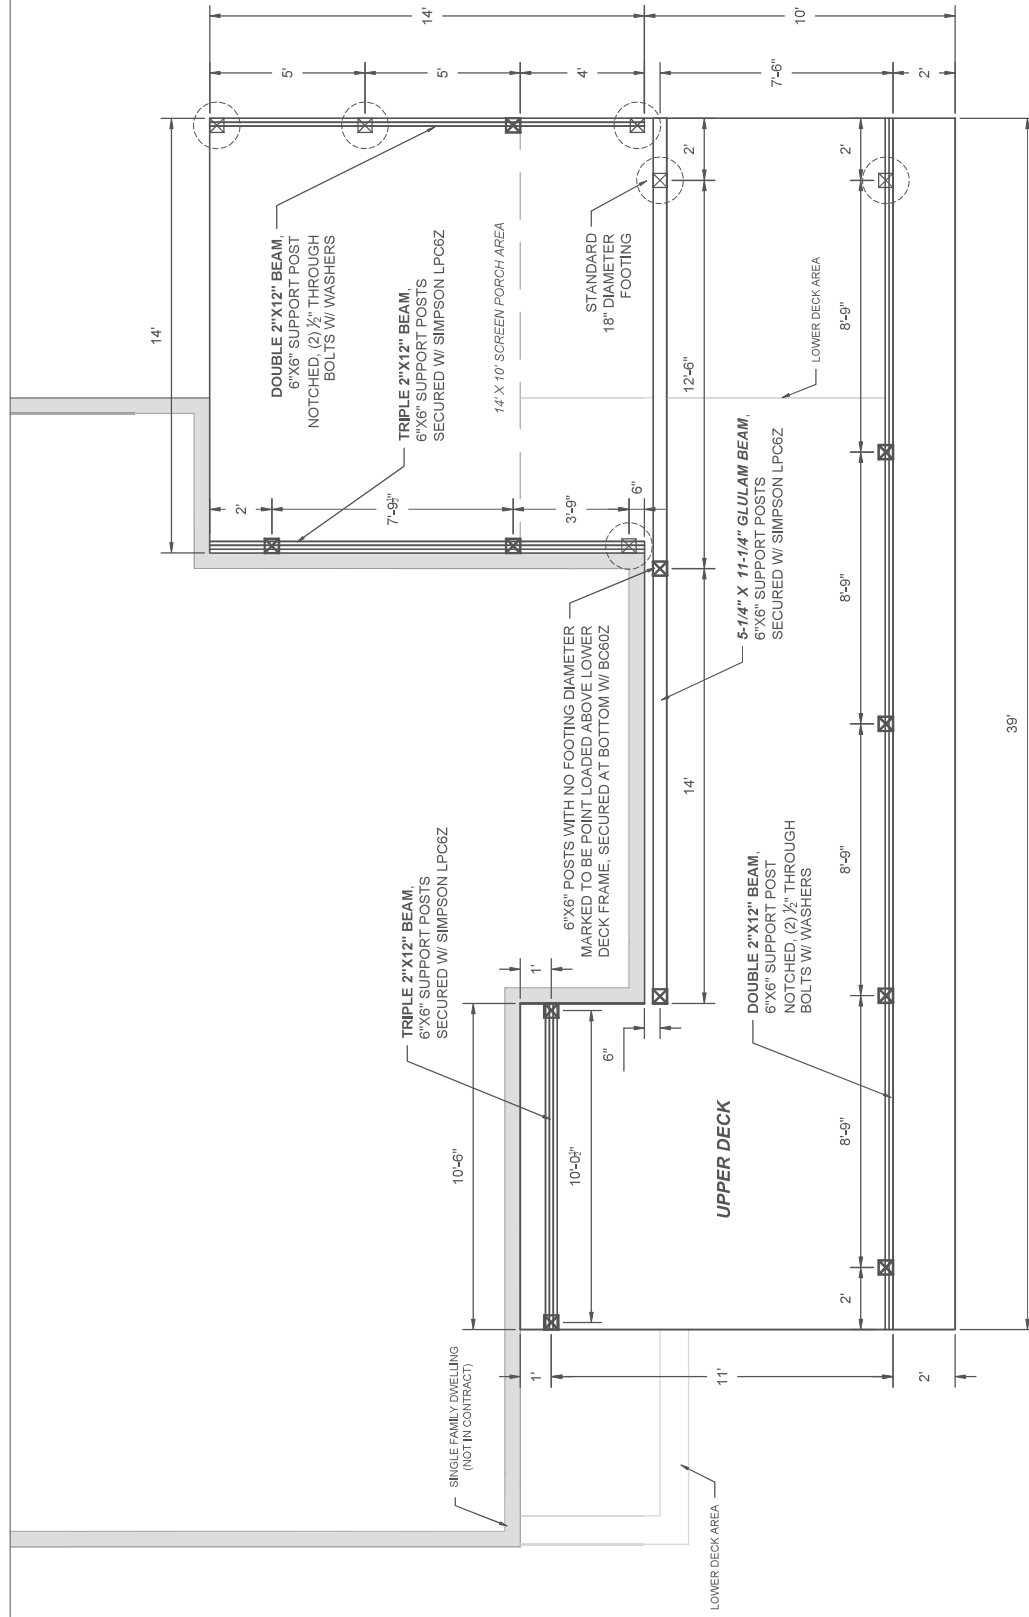 SINGLE FAMILY DWELLING
(NOT IN CONTRACT)
LOWER DECK AREA
10'-6"
10'-0½"
1'
1'
11'
2'
TRIPLE 2"X12" BEAM,
6"X6" SUPPORT POSTS
SECURED W/ SIMPSON LPC6Z
6"
UPPER DECK
14'
12'-6"
2'
6"X6" POSTS WITH NO FOOTING DIAMETER
MARKED TO BE POINT LOADED ABOVE LOWER
DECK FRAME, SECURED AT BOTTOM W/ BC60Z
5-1/4" X 11-1/4" GLULAM BEAM,
6"X6" SUPPORT POSTS
SECURED W/ SIMPSON LPC6Z
DOUBLE 2"X12" BEAM,
6"X6" SUPPORT POST
NOTCHED, (2) ½" THROUGH
BOLTS W/ WASHERS
2'
8'-9"
8'-9"
8'-9"
8'-9"
2'
39'
14'
2'
7'-9½"
3'-9"
6"
DOUBLE 2"X12" BEAM,
6"X6" SUPPORT POST
NOTCHED, (2) ½" THROUGH
BOLTS W/ WASHERS
TRIPLE 2"X12" BEAM,
6"X6" SUPPORT POSTS
SECURED W/ SIMPSON LPC6Z
14' X 10' SCREEN PORCH AREA
STANDARD
18" DIAMETER
FOOTING
LOWER DECK AREA
5'
5'
4'
7'-6"
2'
14'
10'